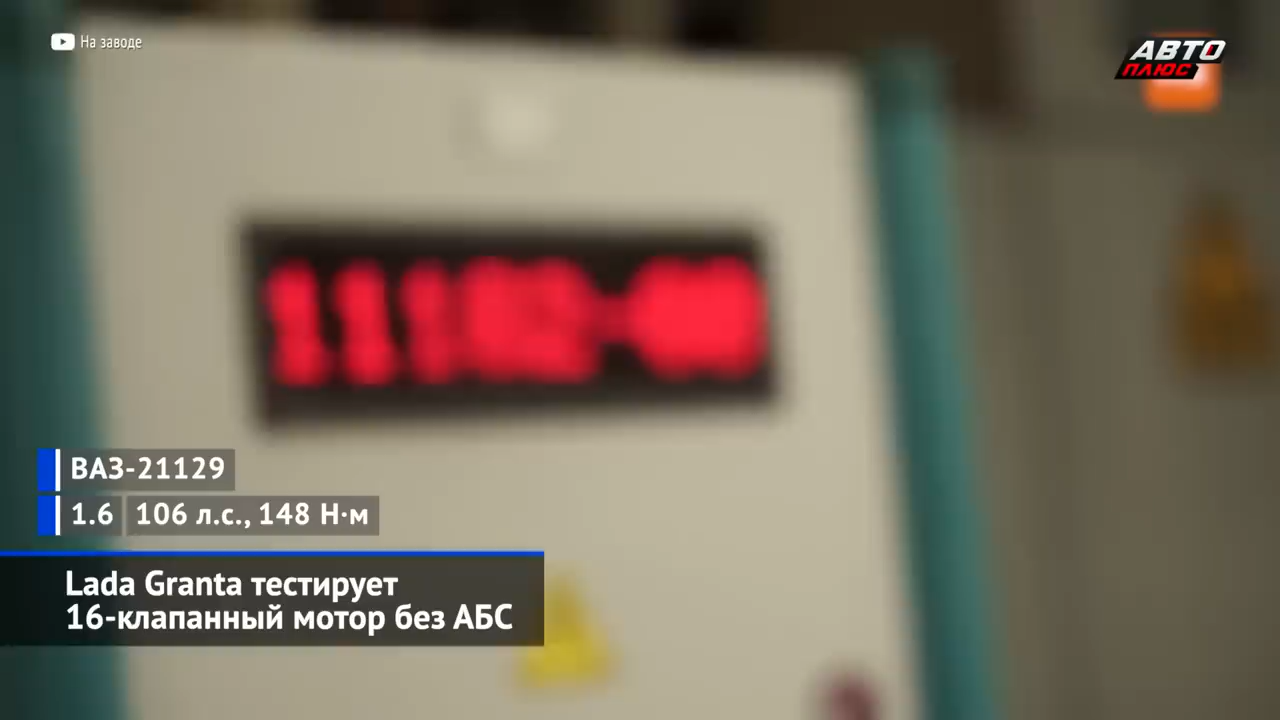 На заводе
АВТО
ПЛЮС
ВАЗ-21129
1.6 106 л.с., 148 Н·м
Lada Granta тестирует
16-клапанный мотор без АБС